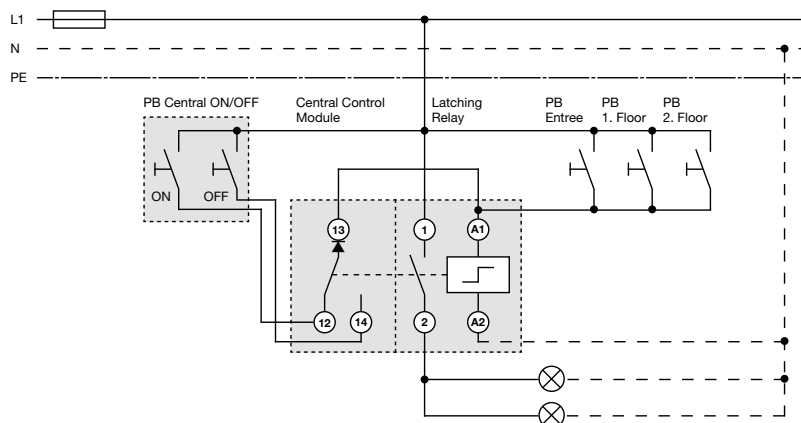 L1
N
PE
PB Central ON/OFF
Central Control
Module
Latching
Relay
PB
Entree
PB
1. Floor
PB
2. Floor
ON
OFF
13
1
A1
12
14
2
A2